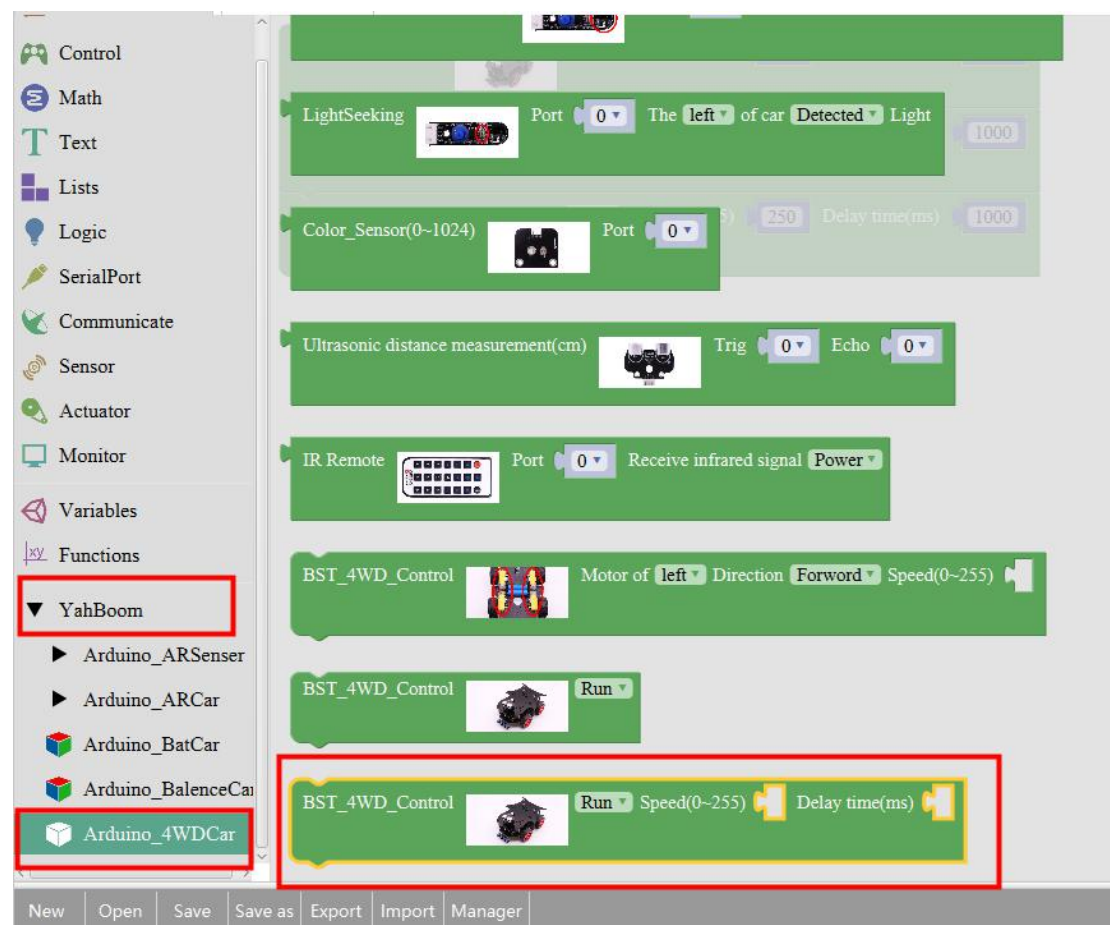 Control
Math
Text
Lists
Logic
SerialPort
Communicate
Sensor
Actuator
Monitor
Variables
xy Functions
YahBoom
Arduino_ARSenser
Arduino_ARCar
Arduino_BatCar
Arduino_BalenceCar
Arduino_4WDCar
LightSeeking Port 0 The left of car Detected Light
1000
Color_Sensor(0~1024) Port 0
250 Delay time(ms) 1000
Ultrasonic distance measurement(cm) Trig 0 Echo 0
IR Remote Port 0 Receive infrared signal Power
BST_4WD_Control Motor of left Direction Forword Speed(0~255)
BST_4WD_Control Run
BST_4WD_Control Run Speed(0~255) Delay time(ms)
New Open Save Save as Export Import Manager